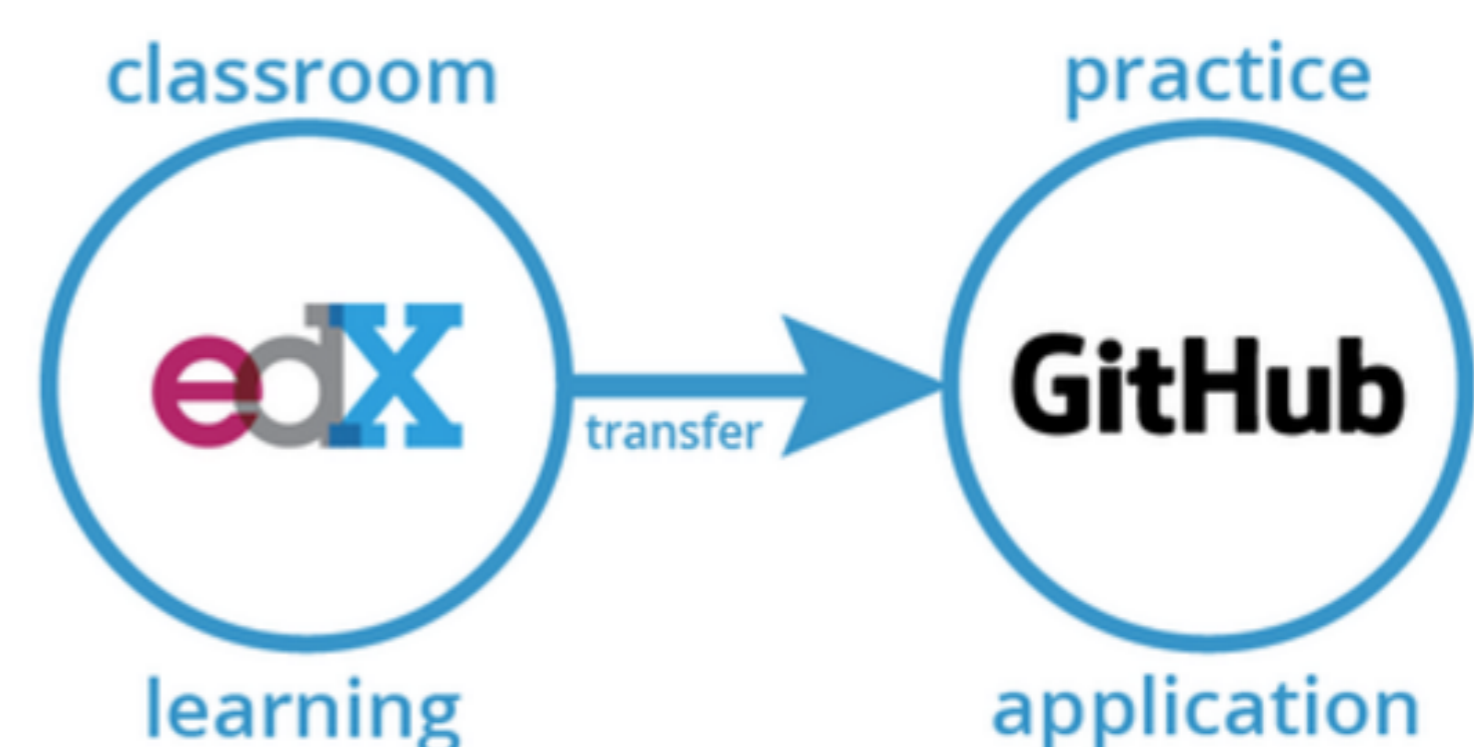 classroom
practice
edX
transfer
GitHub
learning
application